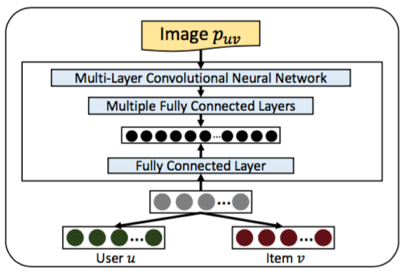 Image p_uv
Multi-Layer Convolutional Neural Network
Multiple Fully Connected Layers
...
Fully Connected Layer
...
... ...
User u Item v